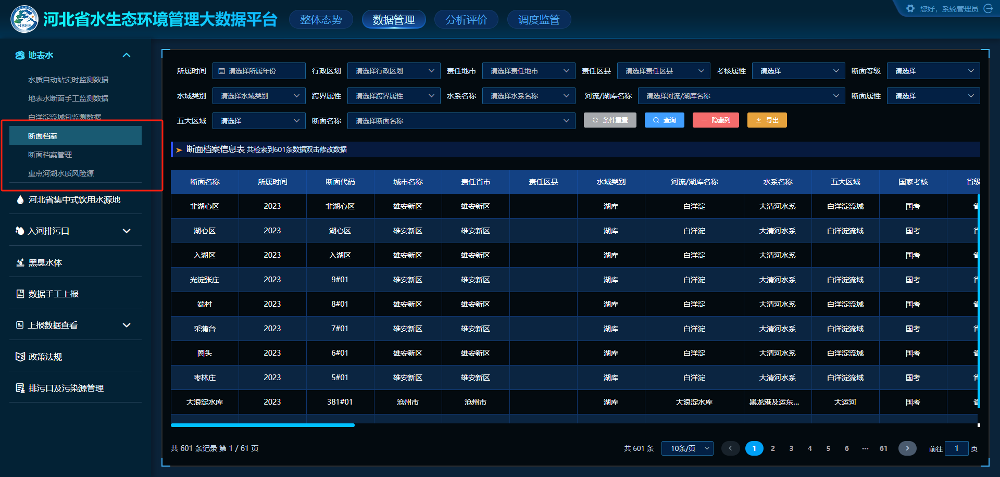 HBEE
河北省水生态环境管理大数据平台
整体态势 数据管理 分析评价 调度监管
您好，系统管理员
地表水
水质自动站实时监测数据
地表水断面手工监测数据
白洋淀流域旬监测数据
断面档案
断面档案管理
重点河湖水质风险源
河北省集中式饮用水源地
入河排污口
黑臭水体
数据手工上报
上报数据查看
政策法规
排污口及污染源管理
所属时间 请选择所属年份 行政区划 请选择行政区划 责任地市 请选择责任地市 责任区县 请选择责任区县 考核属性 请选择 断面等级 请选择
水域类别 请选择水域类别 跨界属性 请选择跨界属性 水系名称 请选择水系名称 河流/湖库名称 请选择河流/湖库名称 断面属性 请选择
五大区域 请选择 断面名称 请选择断面名称 条件重置 查询 隐藏列 导出
断面档案信息表 共检索到601条数据双击修改数据
断面名称 所属时间 断面代码 城市名称 责任省市 责任区县 水域类别 河流/湖库名称 水系名称 五大区域 国家考核 省级
非湖心区 2023 非湖心区 雄安新区 雄安新区 湖库 白洋淀 大清河水系 白洋淀流域 国考 省
湖心区 2023 湖心区 雄安新区 雄安新区 湖库 白洋淀 大清河水系 白洋淀流域 国考 省
入湖区 2023 入湖区 雄安新区 雄安新区 湖库 白洋淀 大清河水系 国考 省
光淀张庄 2023 9#01 雄安新区 雄安新区 湖库 白洋淀 大清河水系 白洋淀流域 国考 省
端村 2023 8#01 雄安新区 雄安新区 湖库 白洋淀 大清河水系 白洋淀流域 国考 省
采蒲台 2023 7#01 雄安新区 雄安新区 湖库 白洋淀 大清河水系 白洋淀流域 国考 省
圈头 2023 6#01 雄安新区 雄安新区 湖库 白洋淀 大清河水系 白洋淀流域 国考 省
枣林庄 2023 5#01 雄安新区 雄安新区 湖库 白洋淀 大清河水系 白洋淀流域 国考 省
大浪淀水库 2023 381#01 沧州市 沧州市 湖库 大浪淀水库 黑龙港及运东... 大运河 国考 省
共 601 条记录 第 1 / 61 页
共 601 条 10条/页 1 2 3 4 5 6 ... 61 前往 1 页